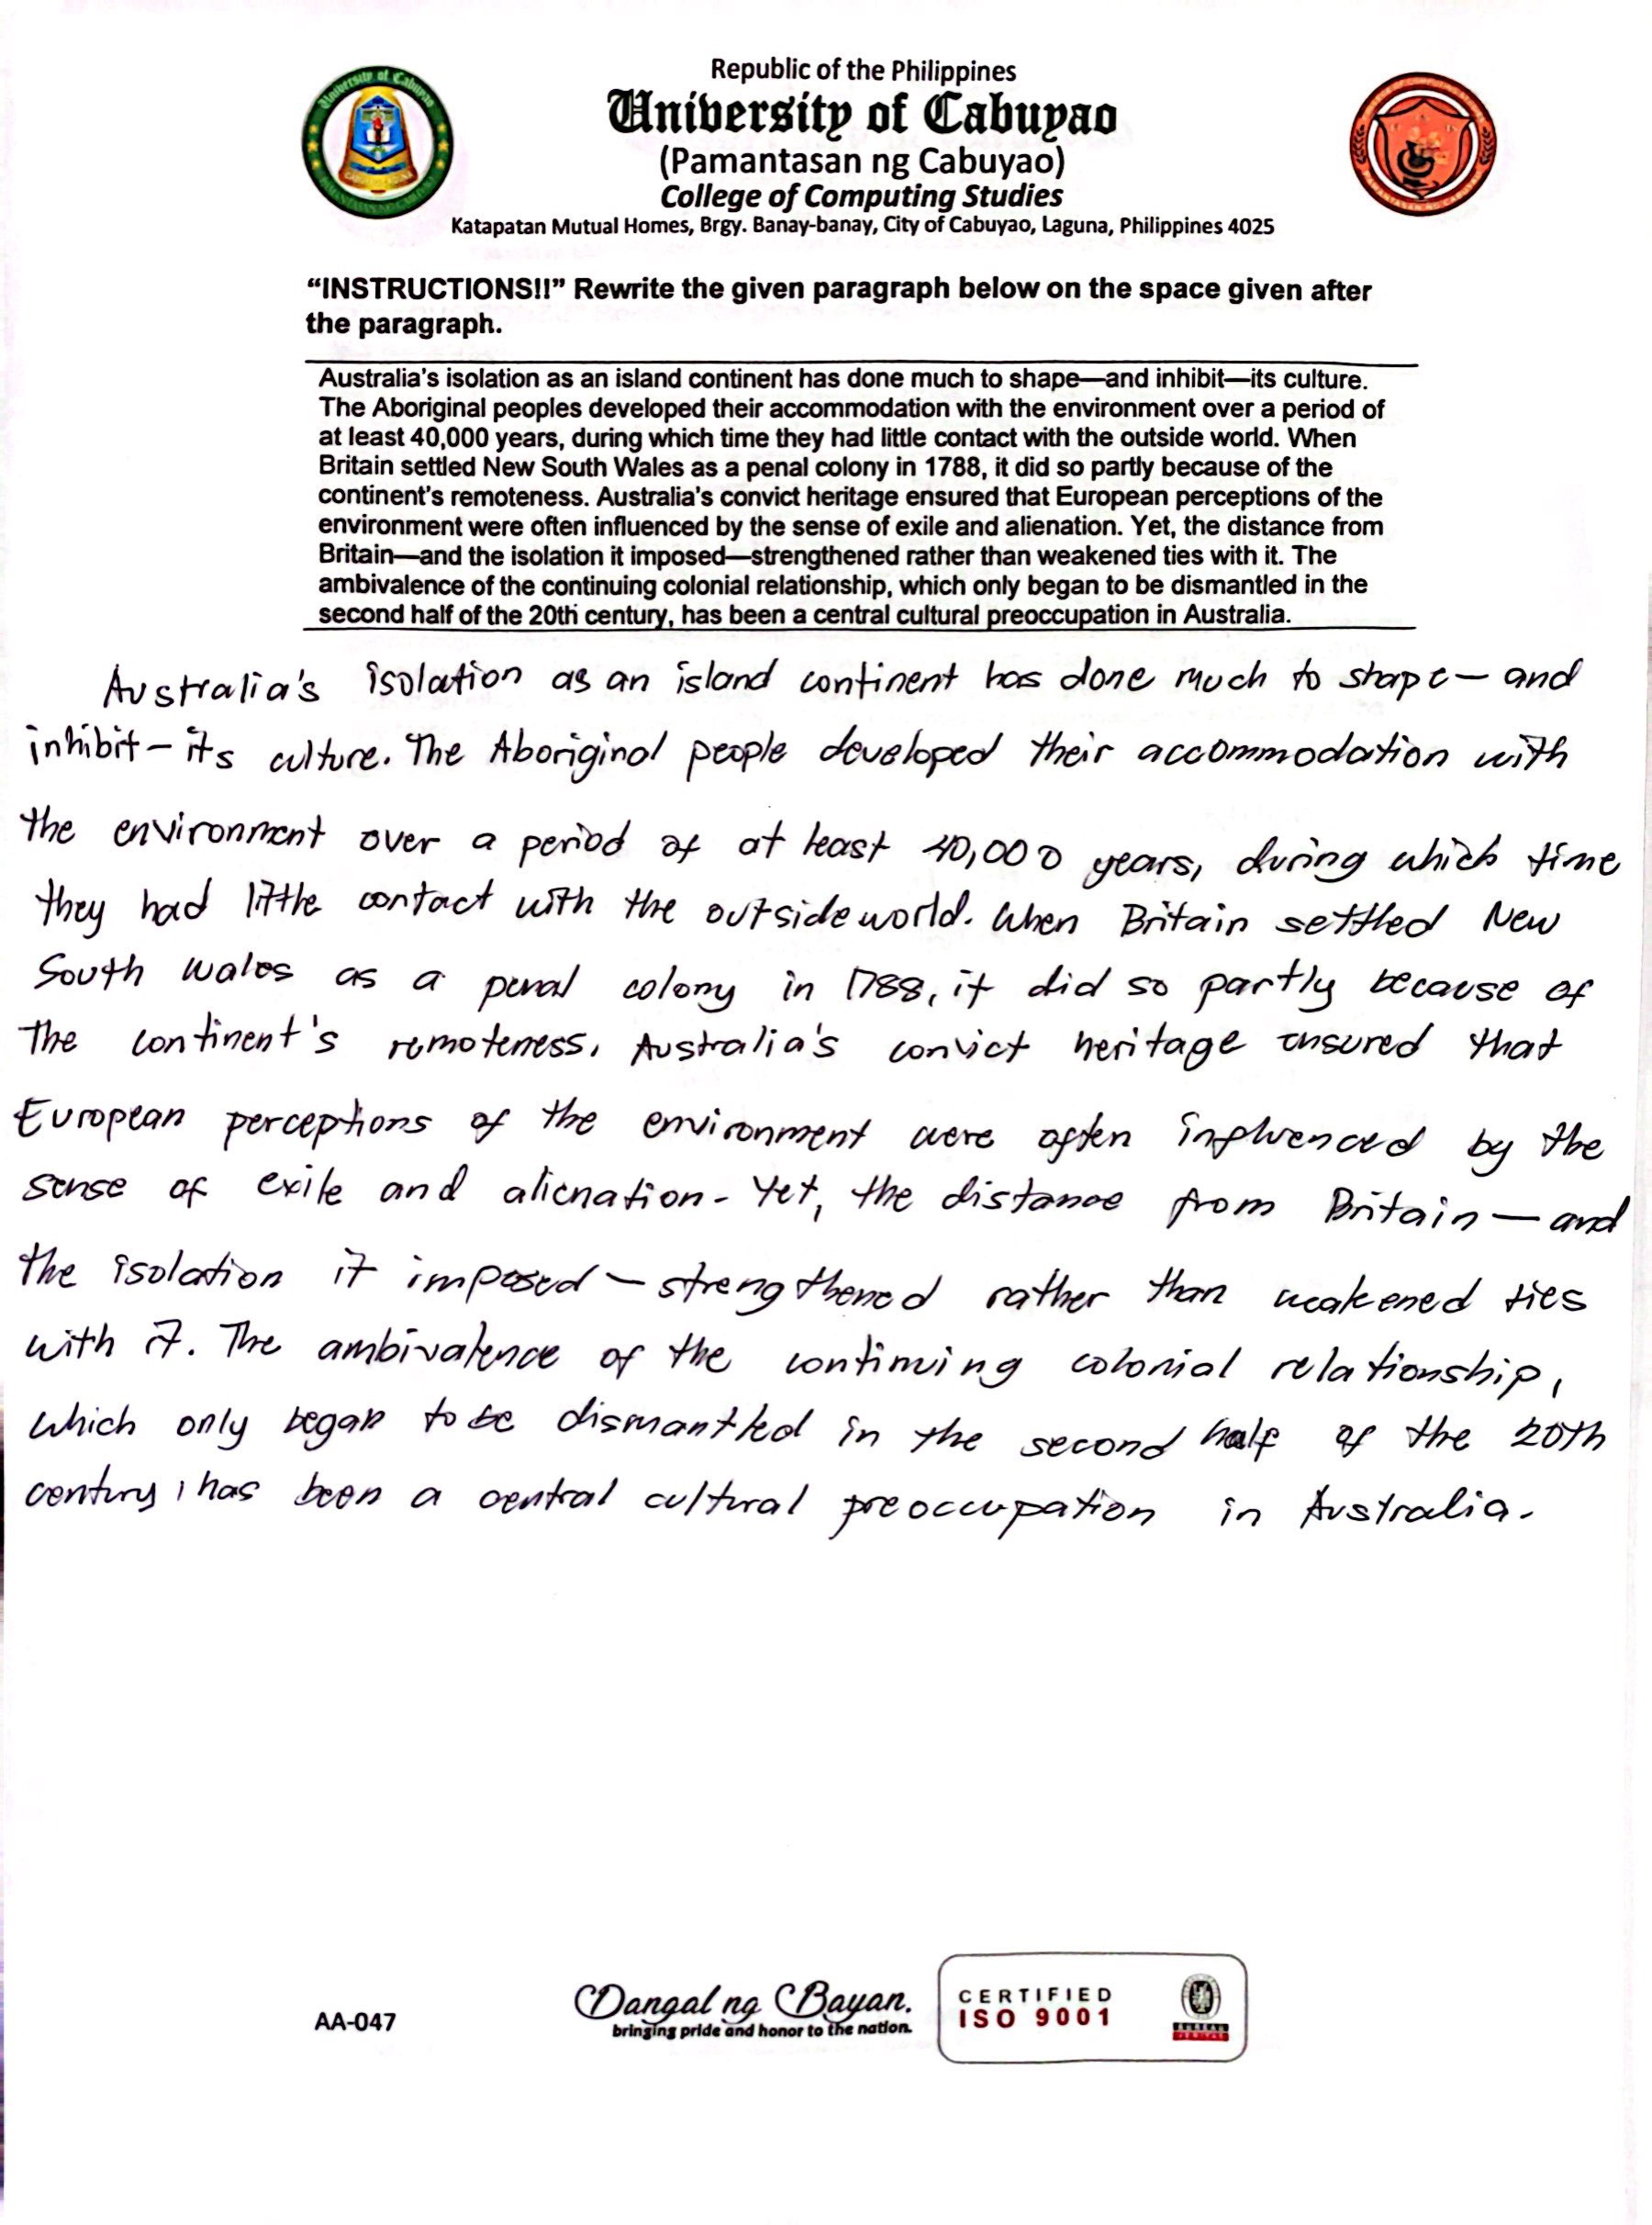 Republic of the Philippines
University of Cabuyao
(Pamantasan ng Cabuyao)
College of Computing Studies
Katapatan Mutual Homes, Brgy. Banay-banay, City of Cabuyao, Laguna, Philippines 4025
“INSTRUCTIONS!!” Rewrite the given paragraph below on the space given after
the paragraph.
Australia’s isolation as an island continent has done much to shape—and inhibit—its culture.
The Aboriginal peoples developed their accommodation with the environment over a period of
at least 40,000 years, during which time they had little contact with the outside world. When
Britain settled New South Wales as a penal colony in 1788, it did so partly because of the
continent’s remoteness. Australia’s convict heritage ensured that European perceptions of the
environment were often influenced by the sense of exile and alienation. Yet, the distance from
Britain—and the isolation it imposed—strengthened rather than weakened ties with it. The
ambivalence of the continuing colonial relationship, which only began to be dismantled in the
second half of the 20th century, has been a central cultural preoccupation in Australia.
Australia's isolation as an island continent has done much to shape — and
inhibit — its culture. The Aboriginal people developed their accommodation with
the environment over a period of at least 40,000 years, during which time
they had little contact with the outside world. When Britain settled New
South Wales as a penal colony in 1788, it did so partly because of
the continent's remoteness. Australia's convict heritage ensured that
European perceptions of the environment were often influenced by the
sense of exile and alienation. Yet, the distance from Britain — and
the isolation it imposed — strengthened rather than weakened ties
with it. The ambivalence of the continuing colonial relationship,
which only began to be dismantled in the second half of the 20th
century, has been a central cultural preoccupation in Australia.
AA-047
Dangal ng Bayan.
bringing pride and honor to the nation.
CERTIFIED
ISO 9001